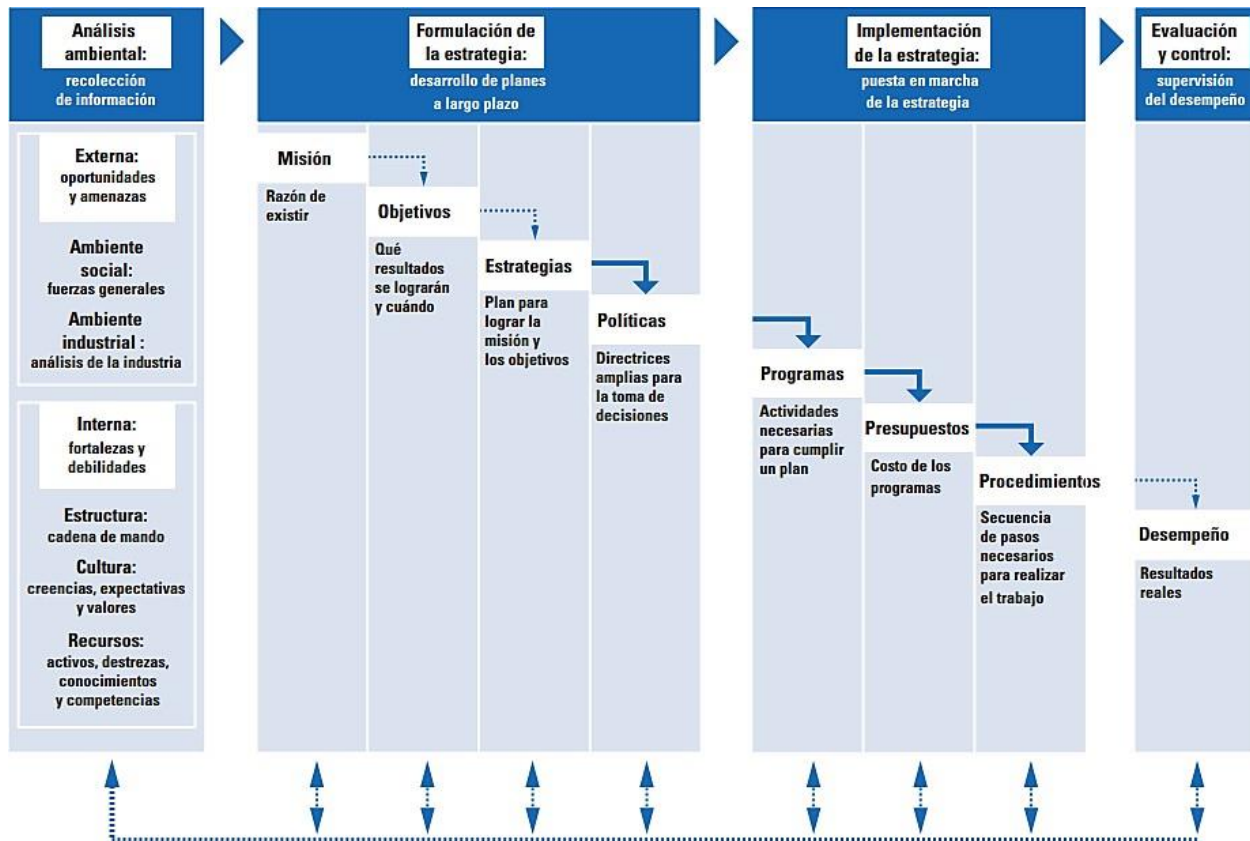 Análisis
ambiental:
recolección
de información
Formulación de
la estrategia:
desarrollo de planes
a largo plazo
Implementación
de la estrategia:
puesta en marcha
de la estrategia
Evaluación
y control:
supervisión
del desempeño
Externa:
oportunidades
y amenazas
Ambiente
social:
fuerzas generales
Ambiente
industrial :
análisis de la industria
Interna:
fortalezas y
debilidades
Estructura:
cadena de mando
Cultura:
creencias, expectativas
y valores
Recursos:
activos, destrezas,
conocimientos
y competencias
Misión
Razón de
existir
Objetivos
Qué
resultados
se lograrán
y cuándo
Estrategias
Plan para
lograr la
misión y
los objetivos
Políticas
Directrices
amplias para
la toma de
decisiones
Programas
Actividades
necesarias
para cumplir
un plan
Presupuestos
Costo de los
programas
Procedimientos
Secuencia
de pasos
necesarios
para realizar
el trabajo
Desempeño
Resultados
reales